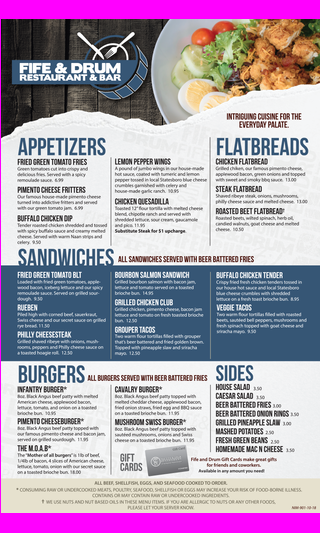 FIFE & DRUM
RESTAURANT & BAR
INTRIGUING CUISINE FOR THE
EVERYDAY PALATE.
APPETIZERS
FRIED GREEN TOMATO FRIES
Green tomatoes cut into crispy and
delicious fries. Served with a spicy
remoulade sauce. 6.99
PIMENTO CHEESE FRITTERS
Our famous house-made pimento cheese
turned into addictive fritters and served
with our green tomato jam. 6.99
BUFFALO CHICKEN DIP
Tender roasted chicken shredded and tossed
with spicy buffalo sauce and creamy melted
cheese. Served with warm Naan strips and
celery. 9.50
LEMON PEPPER WINGS
A pound of jumbo wings tossed in our house-made
hot sauce, coated with tumeric and lemon
pepper tossed in local Statesboro blue cheese
crumbles garnished with celery and
house-made garlic ranch. 10.95
CHICKEN QUESADILLA
Toasted 12" flour tortilla with melted cheese
blend, chipotle ranch and served with
shredded lettuce, sour cream, guacamole
and pico. 11.95
Substitute Steak for $1 upcharge.
FLATBREADS
CHICKEN FLATBREAD
Grilled chicken, our famous pimento cheese,
applewood bacon, green onions and topped
with sweet and smoky bbq sauce. 13.00
STEAK FLATBREAD
Shaved ribeye steak, onions, mushrooms,
philly cheese sauce and melted cheese. 13.00
ROASTED BEET FLATBREAD
Roasted beets, wilted spinach, herb oil,
candied walnuts, goat cheese and melted
cheese. 10.50
SANDWICHES
ALL SANDWICHES SERVED WITH BEER BATTERED FRIES
FRIED GREEN TOMATO BLT
Loaded with fried green tomatoes, apple-
wood bacon, iceberg lettuce and our spicy
remoulade sauce. Served on grilled sour-
dough. 9.50
RUEBEN
Piled high with corned beef, sauerkraut,
Swiss cheese and our secret sauce on grilled
rye bread. 11.50
PHILLY CHEESESTEAK
Grilled shaved ribeye with onions, mush-
rooms, peppers and Philly cheese sauce on
a toasted hoagie roll. 12.50
BOURBON SALMON SANDWICH
Grilled bourbon salmon with bacon jam,
lettuce and tomato served on a toasted
brioche bun. 14.95
GRILLED CHICKEN CLUB
Grilled chicken, pimento cheese, bacon jam
lettuce and tomato on fresh toasted brioche
bun. 12.50
GROUPER TACOS
Two warm flour tortillas filled with grouper
that's beer battered and fried golden brown.
Topped with pineapple slaw and sriracha
mayo. 12.50
BUFFALO CHICKEN TENDER
Crispy fried chicken tenders tossed in
our house hot sauce and local Statesboro
blue cheese crumbles with shredded
lettuce on a fresh toast brioche bun. 8.95
VEGGIE TACOS
Two warm flour tortillas filled with roasted
beets, sautéed bell peppers, mushrooms and
fresh spinach topped with goat cheese and
sriracha mayo. 9.50
BURGERS
ALL BURGERS SERVED WITH BEER BATTERED FRIES
INFANTRY BURGER*
8oz. Black Angus beef patty with melted
American cheese, applewood bacon,
lettuce, tomato, and onion on a toasted
brioche bun. 10.95
PIMENTO CHEESEBURGER*
8oz. Black Angus beef patty topped with
our famous pimento cheese and bacon jam.
served on grilled sourdough. 11.95
THE M.O.A.B*
The "Mother of all burgers" is 1lb of beef,
1/4lb of bacon, 4 slices of American cheese,
lettuce, tomato, onion with our secret sauce
on a toasted brioche bun. 18.00
CAVALRY BURGER*
8oz. Black Angus beef patty topped with
melted cheddar cheese, applewood bacon,
fried onion straws, fried egg and BBQ sauce
on a toasted brioche bun. 11.95
MUSHROOM SWISS BURGER*
8oz. Black Angus beef patty topped with
sauteed mushrooms, onions and Swiss
cheese on a toasted brioche bun. 11.95
GIFT
CARDS
Fife and Drum Gift Cards make great gifts
for friends and coworkers.
Available in any amount you need!
SIDES
HOUSE SALAD 3.50
CAESAR SALAD 3.50
BEER BATTERED FRIES 3.00
BEER BATTERED ONION RINGS 3.50
GRILLED PINEAPPLE SLAW 3.00
MASHED POTATOES 2.50
FRESH GREEN BEANS 2.50
HOMEMADE MAC N CHEESE 3.50
ALL BEEF, SHELLFISH, EGGS, AND SEAFOOD COOKED TO ORDER.
* CONSUMING RAW OR UNDERCOOKED MEATS, POULTRY, SEAFOOD, SHELLFISH OR EGGS MAY INCREASE YOUR RISK OF FOOD-BORNE ILLNESS.
CONTAINS OR MAY CONTAIN RAW OR UNDERCOOKED INGREDIENTS.
WE USE NUTS AND NUT BASED OILS IN THESE MENU ITEMS. IF YOU ARE ALLERGIC TO NUTS OR ANY OTHER FOODS,
PLEASE LET YOUR SERVER KNOW